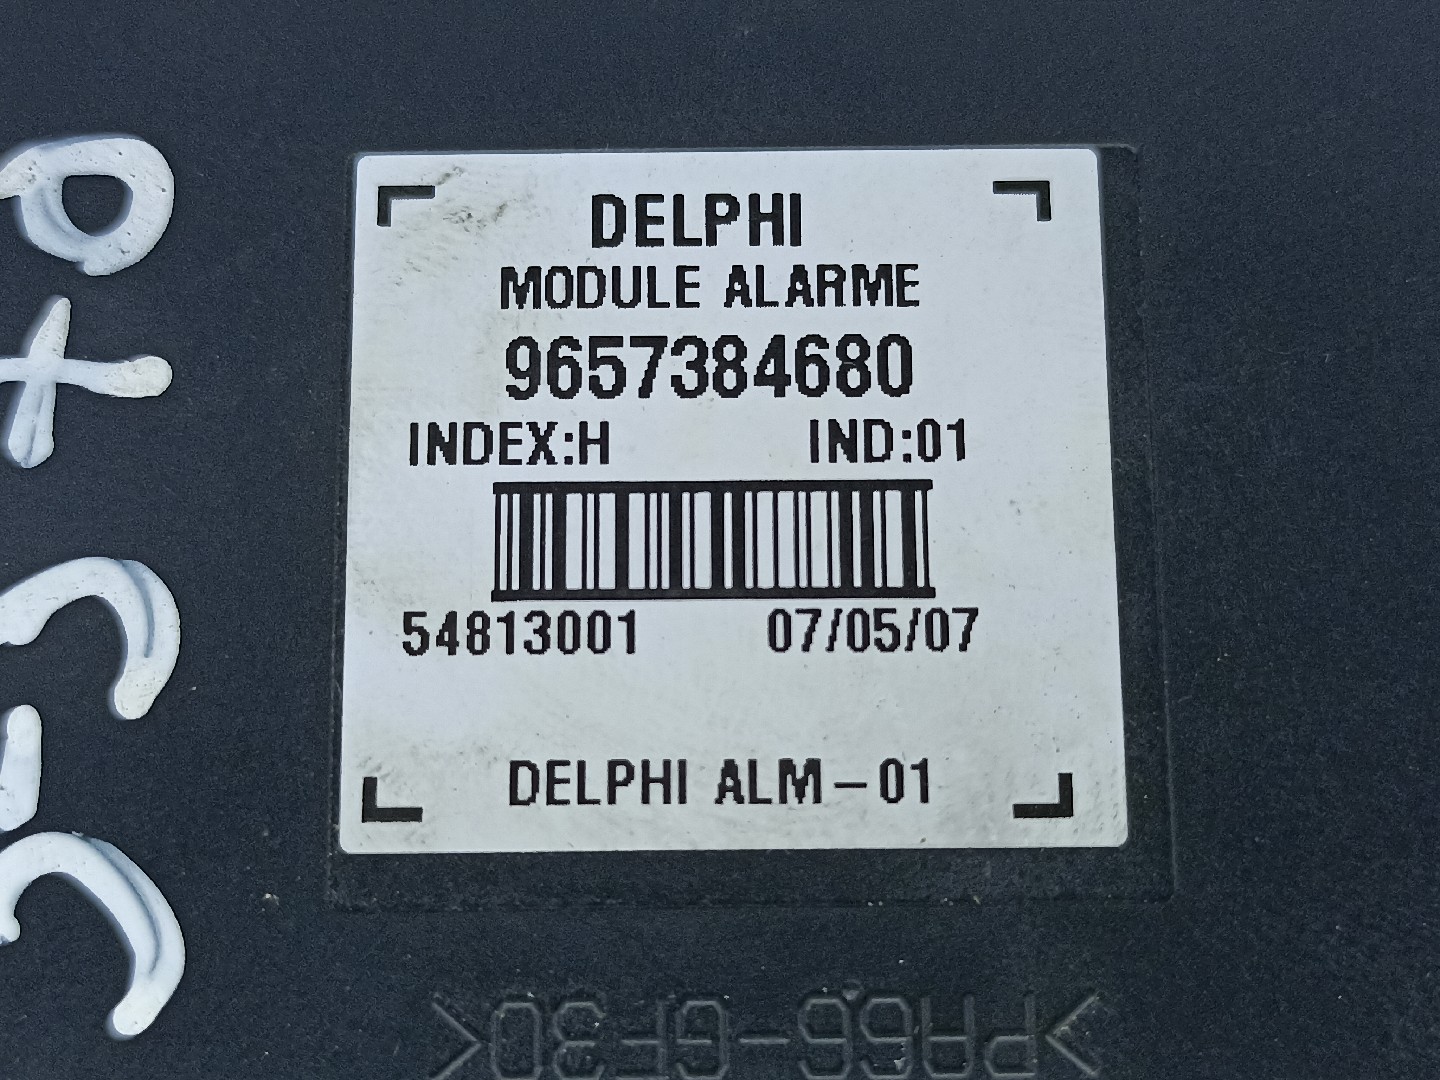 DELPHI
MODULE ALARME
9657384680
INDEX:H IND:01
54813001 07/05/07
DELPHI ALM-01
>PA66-GF30<